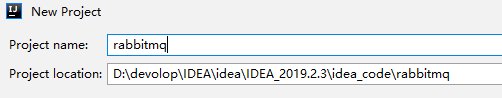 New Project
Project name: rabbitmq
Project location: D:\devolop\IDEA\idea\IDEA_2019.2.3\idea_code\rabbitmq